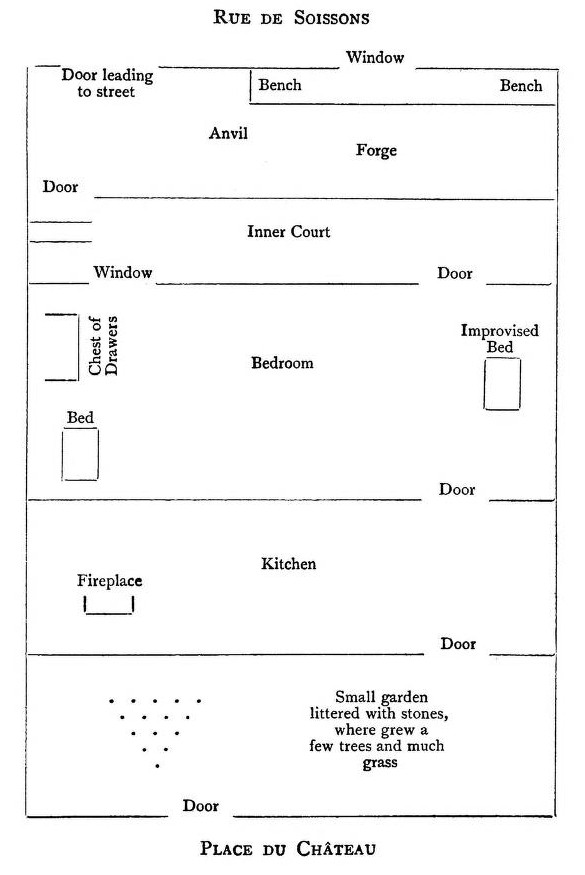 RUE DE SOISSONS
Window
Door leading
to street
Bench
Bench
Anvil
Forge
Door
Inner Court
Window
Door
Chest of
Drawers
Improvised
Bed
Bedroom
Bed
Door
Kitchen
Fireplace
Door
Small garden
littered with stones,
where grew a
few trees and much
grass
Door
PLACE DU CHÂTEAU